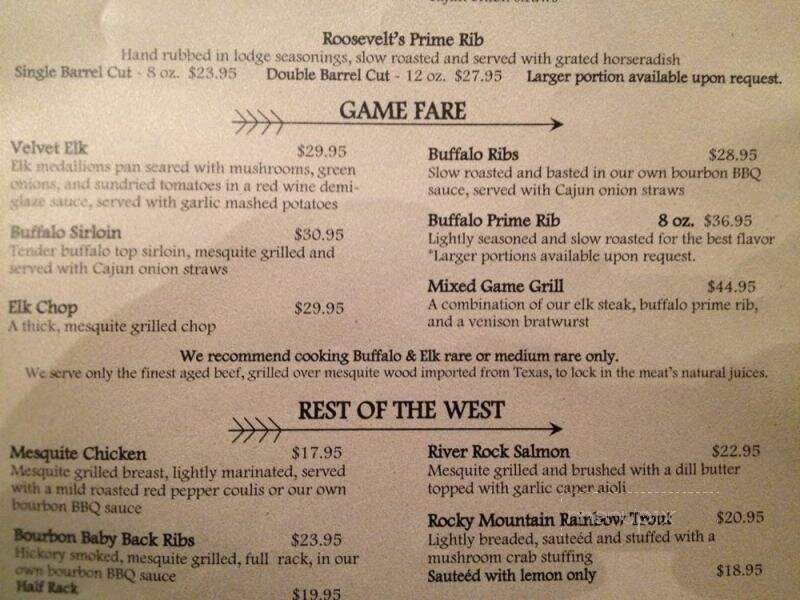 Cajun onion straws
Roosevelt's Prime Rib
Hand rubbed in lodge seasonings, slow roasted and served with grated horseradish
Single Barrel Cut - 8 oz. $23.95 Double Barrel Cut - 12 oz. $27.95 Larger portion available upon request.
GAME FARE
Velvet Elk $29.95
Elk medallions pan seared with mushrooms, green
onions, and sundried tomatoes in a red wine demi-
glaze sauce, served with garlic mashed potatoes
Buffalo Sirloin $30.95
Tender buffalo top sirloin, mesquite grilled and
served with Cajun onion straws
Elk Chop $29.95
A thick, mesquite grilled chop
Buffalo Ribs $28.95
Slow roasted and basted in our own bourbon BBQ
sauce, served with Cajun onion straws
Buffalo Prime Rib 8 oz. $36.95
Lightly seasoned and slow roasted for the best flavor
*Larger portions available upon request.
Mixed Game Grill $44.95
A combination of our elk steak, buffalo prime rib,
and a venison bratwurst
We recommend cooking Buffalo & Elk rare or medium rare only.
We serve only the finest aged beef, grilled over mesquite wood imported from Texas, to lock in the meat's natural juices.
REST OF THE WEST
Mesquite Chicken $17.95
Mesquite grilled breast, lightly marinated, served
with a mild roasted red pepper coulis or our own
bourbon BBQ sauce
Bourbon Baby Back Ribs $23.95
Hickory smoked, mesquite grilled, full rack, in our
own bourbon BBQ sauce
Half Rack $19.95
River Rock Salmon $22.95
Mesquite grilled and brushed with a dill butter
topped with garlic caper aioli
Rocky Mountain Rainbow Trout $20.95
Lightly breaded, sauteéd and stuffed with a
mushroom crab stuffing
Sauteéd with lemon only $18.95